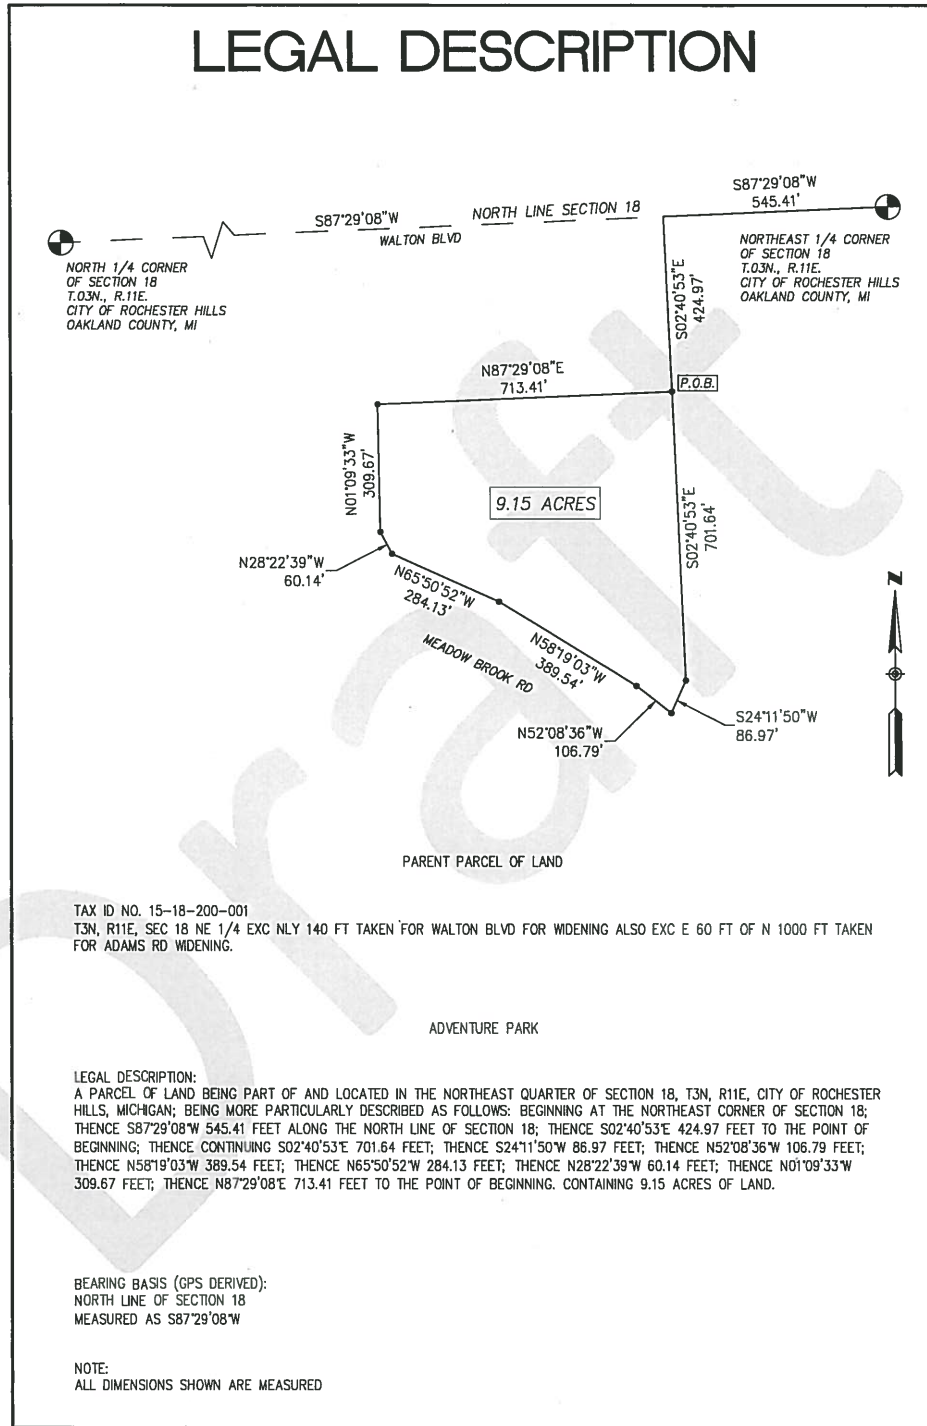 LEGAL DESCRIPTION
S87°29'08"W
545.41'
S87°29'08"W
NORTH LINE SECTION 18
WALTON BLVD
NORTH 1/4 CORNER
OF SECTION 18
T.03N., R.11E.
CITY OF ROCHESTER HILLS
OAKLAND COUNTY, MI
NORTHEAST 1/4 CORNER
OF SECTION 18
T.03N., R.11E.
CITY OF ROCHESTER HILLS
OAKLAND COUNTY, MI
S02°40'53"E
424.97'
N87°29'08"E
713.41'
P.O.B.
N01°09'33"W
309.67'
9.15 ACRES
S02°40'53"E
701.64'
N28°22'39"W
60.14'
N65°50'52"W
284.13'
MEADOW BROOK RD
N58°19'03"W
389.54'
N52°08'36"W
106.79'
S24°11'50"W
86.97'
N
Draft
PARENT PARCEL OF LAND
TAX ID NO. 15-18-200-001
T3N, R11E, SEC 18 NE 1/4 EXC NLY 140 FT TAKEN FOR WALTON BLVD FOR WIDENING ALSO EXC E 60 FT OF N 1000 FT TAKEN
FOR ADAMS RD WIDENING.
ADVENTURE PARK
LEGAL DESCRIPTION:
A PARCEL OF LAND BEING PART OF AND LOCATED IN THE NORTHEAST QUARTER OF SECTION 18, T3N, R11E, CITY OF ROCHESTER
HILLS, MICHIGAN; BEING MORE PARTICULARLY DESCRIBED AS FOLLOWS: BEGINNING AT THE NORTHEAST CORNER OF SECTION 18;
THENCE S87°29'08"W 545.41 FEET ALONG THE NORTH LINE OF SECTION 18; THENCE S02°40'53"E 424.97 FEET TO THE POINT OF
BEGINNING; THENCE CONTINUING S02°40'53"E 701.64 FEET; THENCE S24°11'50"W 86.97 FEET; THENCE N52°08'36"W 106.79 FEET;
THENCE N58°19'03"W 389.54 FEET; THENCE N65°50'52"W 284.13 FEET; THENCE N28°22'39"W 60.14 FEET; THENCE N01°09'33"W
309.67 FEET; THENCE N87°29'08"E 713.41 FEET TO THE POINT OF BEGINNING. CONTAINING 9.15 ACRES OF LAND.
BEARING BASIS (GPS DERIVED):
NORTH LINE OF SECTION 18
MEASURED AS S87°29'08"W
NOTE:
ALL DIMENSIONS SHOWN ARE MEASURED